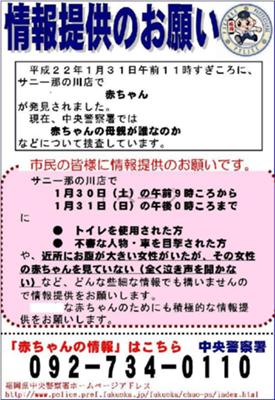 情報提供のお願い
平成22年1月31日午前11時すぎころに、
サニー那の川店で
赤ちゃん
が発見されました。
現在、中央警察署では
赤ちゃんの母親が誰なのか
などについて捜査しています。
市民の皆様に情報提供のお願いです。
サニー那の川店で
1月30日(土)の午前9時ころから
1月31日(日)の午後0時ころまで
に
● トイレを使用された方
● 不審な人物・車を目撃された方
や、近所にお腹が大きい女性がいたが、その女性
の赤ちゃんを見ていない(全く泣き声を聞かな
い)など、どんな些細な情報でも構いませんの
で情報提供をお願いします。
な赤ちゃんのためにも積極的な情報提
供をお願いします。
「赤ちゃんの情報」はこちら 中央警察署
092-734-0110
福岡県中央警察署ホームページアドレス
http://www.police.pref.fukuoka.jp/fukuoka/chuo-ps/index.html